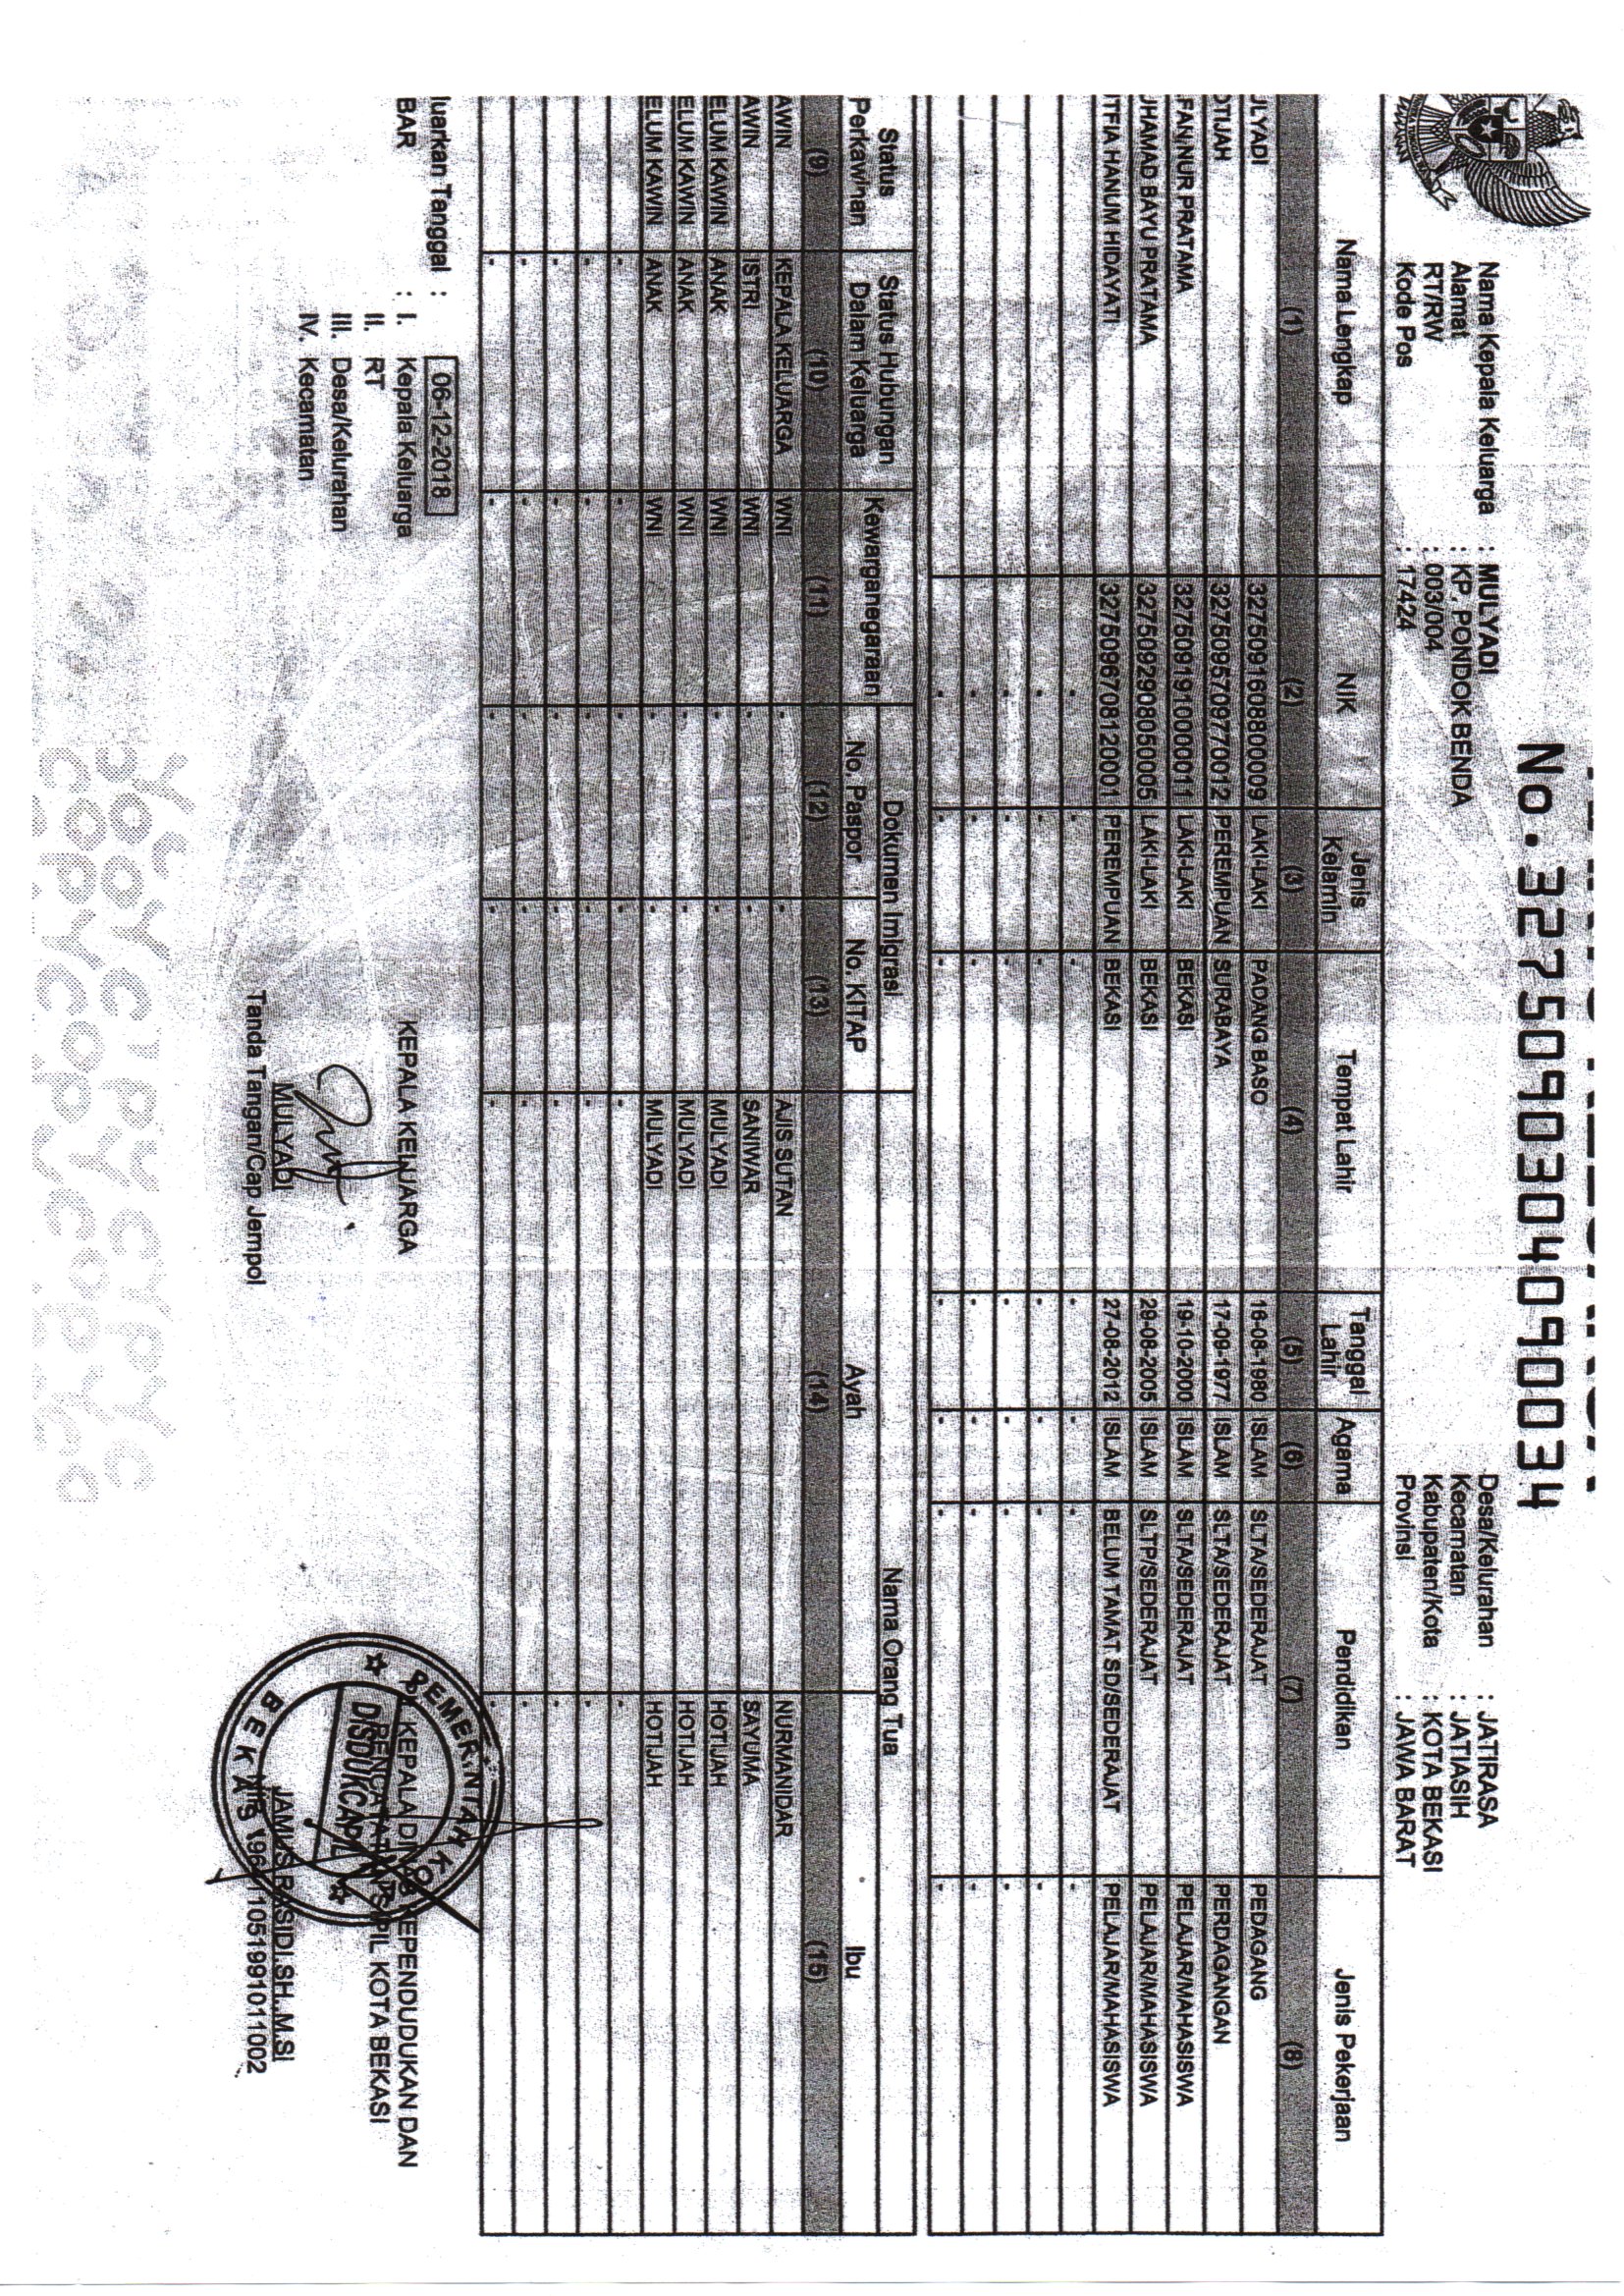 No. 3275090304090034
Nama Kepala Keluarga : MULYADI
Alamat : KP. PONDOK BENDA
RT/RW : 003/004
Kode Pos : 17424
Desa/Kelurahan : JATIRASA
Kecamatan : JATIASIH
Kabupaten/Kota : KOTA BEKASI
Provinsi : JAWA BARAT
Nama Lengkap NIK Jenis Kelamin Tempat Lahir Tanggal Lahir Agama Pendidikan Jenis Pekerjaan
(1) (2) (3) (4) (5) (6) (7) (8)
ULYADI 3275091608800009 LAKI-LAKI PADANG BASO 16-08-1980 ISLAM SLTA/SEDERAJAT PEDAGANG
OTIJAH 3275095709770012 PEREMPUAN SURABAYA 17-09-1977 ISLAM SLTA/SEDERAJAT PERDAGANGAN
FAN NUR PRATAMA 3275091910000011 LAKI-LAKI BEKASI 19-10-2000 ISLAM SLTA/SEDERAJAT PELAJAR/MAHASISWA
UHAMAD BAYU PRATAMA 3275092908050005 LAKI-LAKI BEKASI 29-08-2005 ISLAM SLTP/SEDERAJAT PELAJAR/MAHASISWA
TFIA HANUM HIDAYATI 3275096708120001 PEREMPUAN BEKASI 27-08-2012 ISLAM BELUM TAMAT SD/SEDERAJAT PELAJAR/MAHASISWA
- - - - - - -
- - - - - - -
- - - - - - -
- - - - - - -
- - - - - - -
Status Perkawinan Status Hubungan Dalam Keluarga Kewarganegaraan Dokumen Imigrasi Nama Orang Tua
No. Paspor No. KITAP Ayah Ibu
(9) (10) (11) (12) (13) (14) (15)
AWIN KEPALA KELUARGA WNI - - AJIS SUTAN NURMANIDAR
AWIN ISTRI WNI - - SANIWAR SAYUMA
ELUM KAWIN ANAK WNI - - MULYADI HOTIJAH
ELUM KAWIN ANAK WNI - - MULYADI HOTIJAH
ELUM KAWIN ANAK WNI - - MULYADI HOTIJAH
- - - - - -
- - - - - -
- - - - - -
- - - - - -
- - - - - -
luarkan Tanggal : 06-12-2018
BAR : I. Kepala Keluarga
II. RT
III. Desa/Kelurahan
IV. Kecamatan
KEPALA KELUARGA
MULYADI
Tanda Tangan/Cap Jempol
KEPALA DINAS KEPENDUDUKAN DAN
PENCATATAN SIPIL KOTA BEKASI
PEMERINTAH KOTA
DISDUKCAPIL
BEKASI
JAMUS RASIDI.SH.,M.SI
COPY COPY COPY